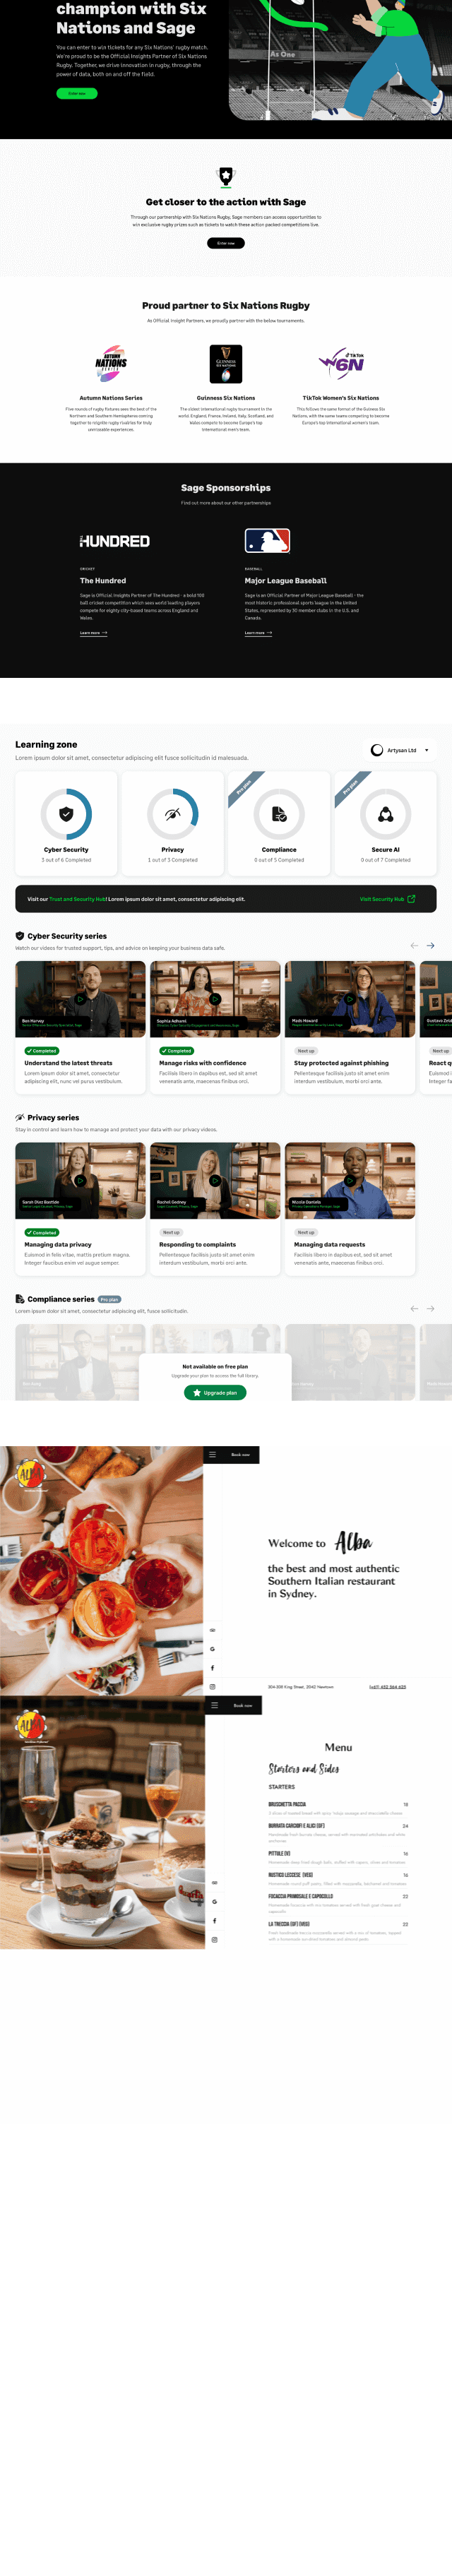 champion with Six
Nations and Sage
You can enter to win tickets for any Six Nations' rugby match.
We're proud to be the Official Insights Partner of Six Nations
Rugby. Together, we drive innovation in rugby, through the
power of data, both on and off the field.
Enter now
As One
Get closer to the action with Sage
Through our partnership with Six Nations Rugby, Sage members can access opportunities to
win exclusive rugby prizes such as tickets to watch these action packed competitions live.
Enter now
Proud partner to Six Nations Rugby
As Official Insight Partners, we proudly partner with the below tournaments.
AUTUMN
NATIONS
SERIES
GUINNESS
SIX NATIONS
TikTok
W6N
Autumn Nations Series
Five rounds of rugby fixtures sees the best of the
Northern and Southern Hemispheres coming
together to reignite rugby rivalries for truly
unmissable experiences.
Guinness Six Nations
The oldest international rugby tournament in the
world. England, France, Ireland, Italy, Scotland, and
Wales compete to become Europe's top
international men's team.
TikTok Women's Six Nations
This follows the same format of the Guinness Six
Nations, with the same teams competing to become
Europe's top international women's team.
Sage Sponsorships
Find out more about our other partnerships
THE HUNDRED
CRICKET
The Hundred
Sage is Official Insights Partner of The Hundred - a bold 100
ball cricket competition which sees world leading players
compete for eighty city-based teams across England and
Wales.
Learn more
BASEBALL
Major League Baseball
Sage is an Official Partner of Major League Baseball - the
most historic professional sports league in the United
States, represented by 30 member clubs in the U.S. and
Canada.
Learn more
Learning zone
Lorem ipsum dolor sit amet, consectetur adipiscing elit fusce sollicitudin id malesuada.
Artysan Ltd
Cyber Security
3 out of 6 Completed
Privacy
1 out of 3 Completed
Pro plan
Compliance
0 out of 5 Completed
Pro plan
Secure AI
0 out of 7 Completed
Visit our Trust and Security Hub! Lorem ipsum dolor sit amet, consectetur adipiscing elit.
Visit Security Hub
Cyber Security series
Watch our videos for trusted support, tips, and advice on keeping your business data safe.
Ben Harvey
Sophia Adhami
Mads Howard
Completed
Understand the latest threats
Lorem ipsum dolor sit amet, consectetur
adipiscing elit, nunc vel purus vestibulum.
Completed
Manage risks with confidence
Facilisis libero in dapibus est, sed sit amet
venenatis ante, maecenas finibus orci.
Next up
Stay protected against phishing
Pellentesque facilisis justo sit amet enim
interdum vestibulum, morbi orci ante.
Next up
Privacy series
Stay in control and learn how to manage and protect your data with our privacy videos.
Sarah Diez Bastida
Rachel Gedney
Nicole Daniels
Completed
Managing data privacy
Euismod in felis vitae, mattis pretium magna.
Integer faucibus enim vel augue semper.
Next up
Responding to complaints
Pellentesque facilisis justo sit amet enim
interdum vestibulum, morbi orci ante.
Next up
Managing data requests
Facilisis libero in dapibus est, sed sit amet
venenatis ante, maecenas finibus orci.
Compliance series
Pro plan
Lorem ipsum dolor sit amet, consectetur adipiscing elit, fusce sollicitudin.
Not available on free plan
Upgrade your plan to access the full library.
Upgrade plan
ALBA
Book now
Welcome to Alba
the best and most authentic
Southern Italian restaurant
in Sydney.
ALBA
Book now
Menu
Starters and Sides
STARTERS
BRUSCHETTA PACCIA 18
BURRATA CARCIOFI E ALICI (GF) 24
PITTULE (V) 16
RUSTICO LECCESE (VEG) 16
FOCACCIA PRIMOSALE E CAPOCOLLO 22
LA TRECCIA (GF) (VEG) 22